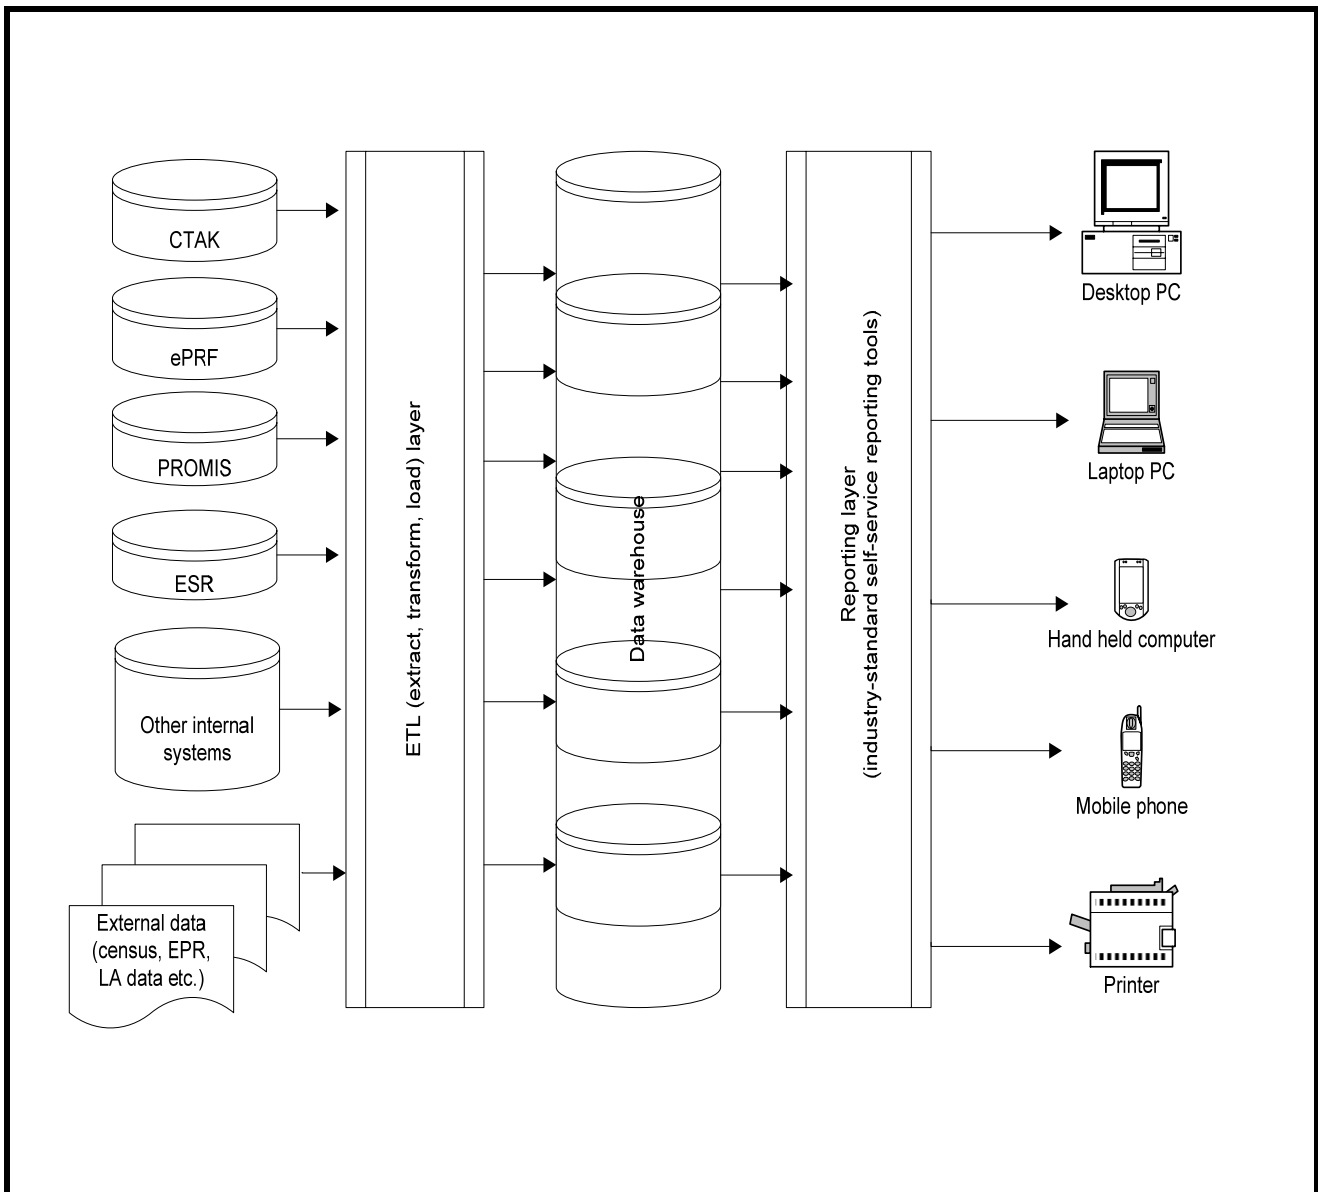 CTAK
ePRF
PROMIS
ESR
Other internal
systems
External data
(census, EPR,
LA data etc.)
ETL (extract, transform, load) layer
Data warehouse
Reporting layer
(industry-standard self-service reporting tools)
Desktop PC
Laptop PC
Hand held computer
Mobile phone
Printer